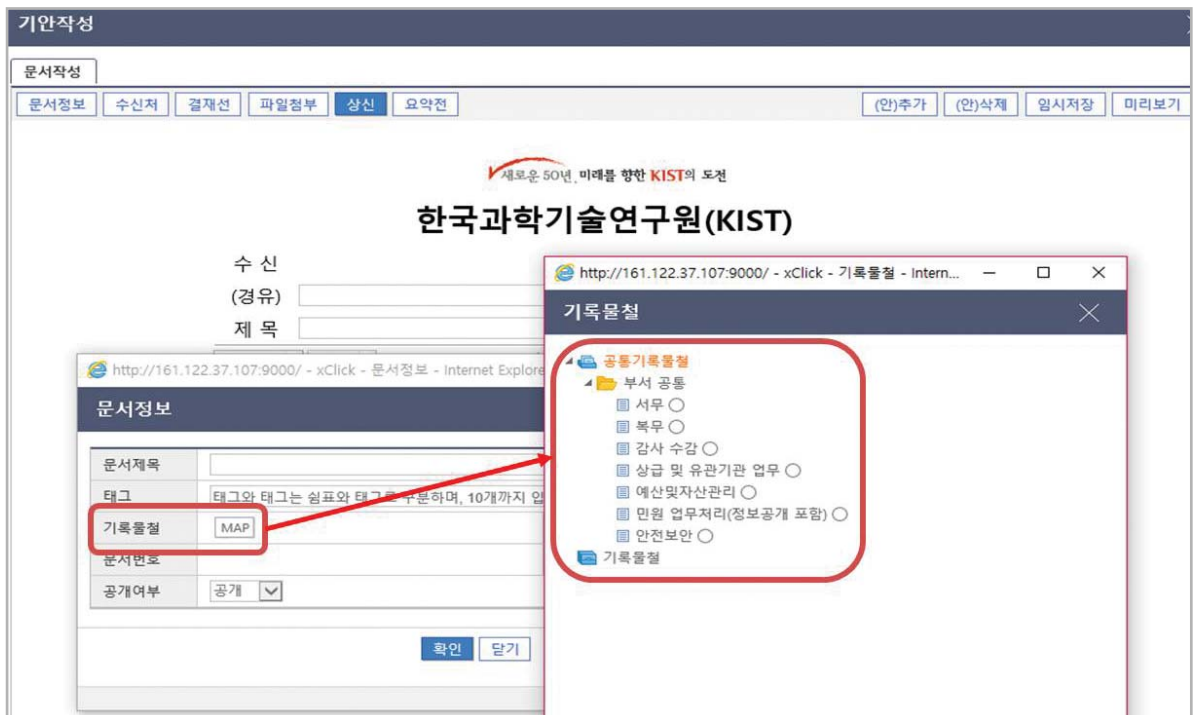 기안작성
문서작성
문서정보 수신처 결재선 파일첨부 상신 요약전 (안)추가 (안)삭제 임시저장 미리보기
새로운 50년, 미래를 향한 KIST의 도전
한국과학기술연구원(KIST)
수 신
(경유)
제 목
http://161.122.37.107:9000/ - xClick - 문서정보 - Internet Explore
문서정보
문서제목
태그 태그와 태그는 쉼표와 태그로 구분하며, 10개까지 입
기록물철 MAP
문서번호
공개여부 공개
확인 닫기
http://161.122.37.107:9000/ - xClick - 기록물철 - Intern...
기록물철
공통기록물철
부서 공통
서무
복무
감사 수감
상급 및 유관기관 업무
예산및자산관리
민원 업무처리(정보공개 포함)
안전보안
기록물철